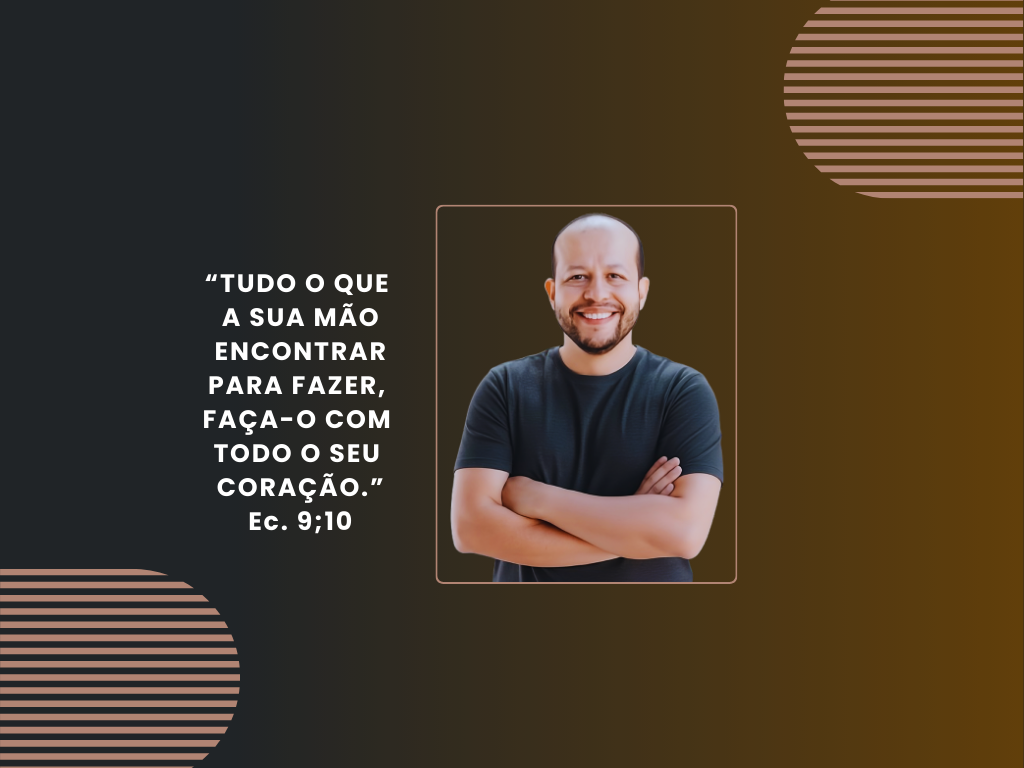 “TUDO O QUE
A SUA MÃO
ENCONTRAR
PARA FAZER,
FAÇA-O COM
TODO O SEU
CORAÇÃO.”
Ec. 9;10